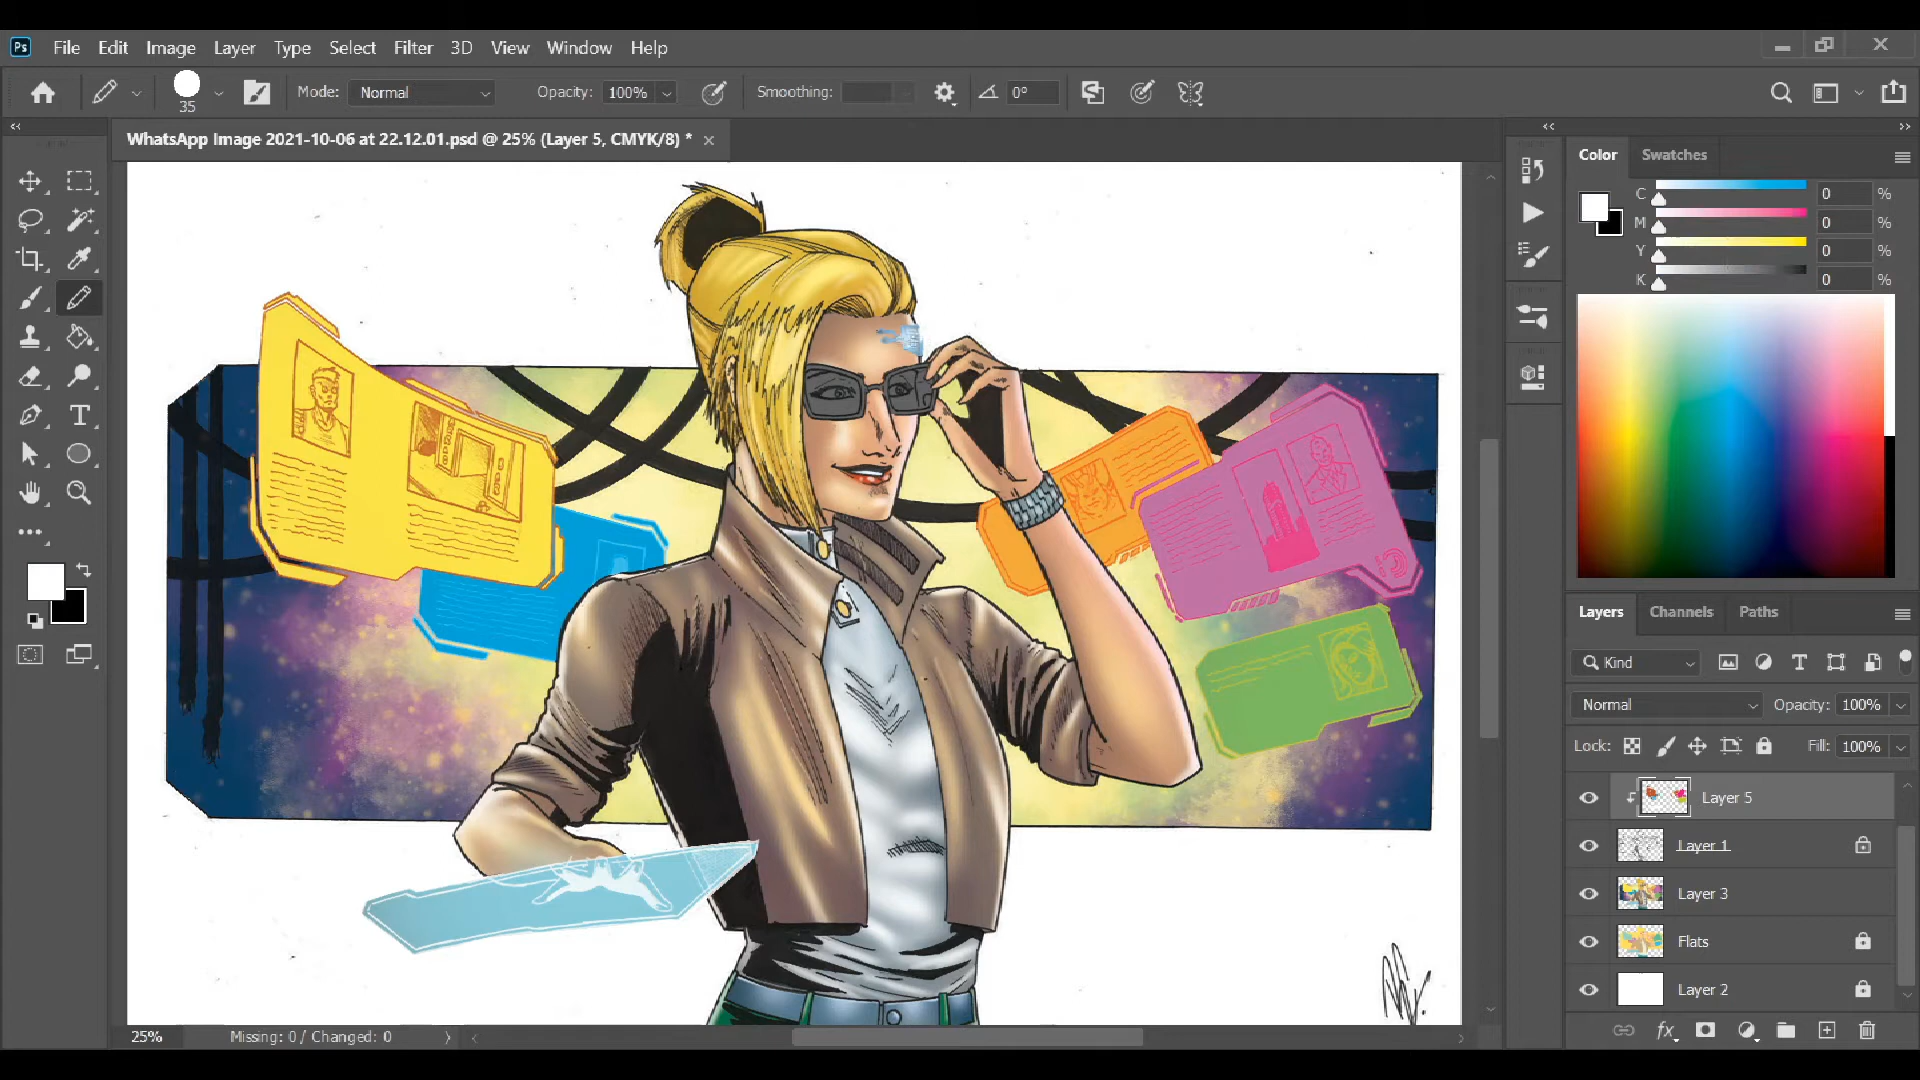 Ps File Edit Image Layer Type Select Filter 3D View Window Help
35 Mode: Normal Opacity: 100% Smoothing: 0°
WhatsApp Image 2021-10-06 at 22.12.01.psd @ 25% (Layer 5, CMYK/8) *
Color Swatches
C 0 %
M 0 %
Y 0 %
K 0 %
Layers Channels Paths
Kind
Normal Opacity: 100%
Lock: Fill: 100%
Layer 5
Layer 1
Layer 3
Flats
Layer 2
fx
25% Missing: 0 / Changed: 0